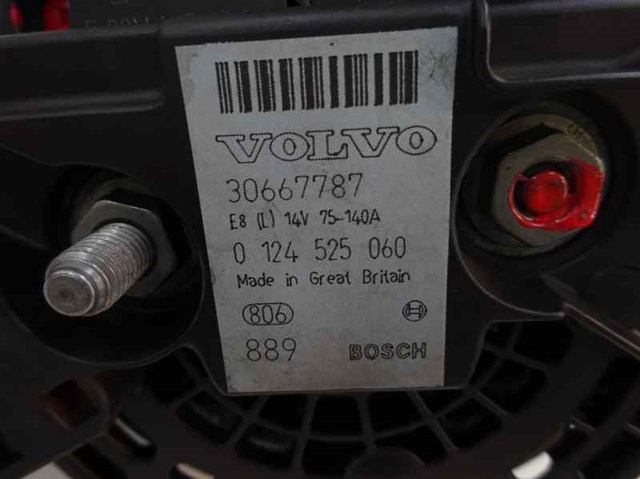 VOLVO
30667787
E8 (L) 14V 75-140A
0 124 525 060
Made in Great Britain
806
889 BOSCH